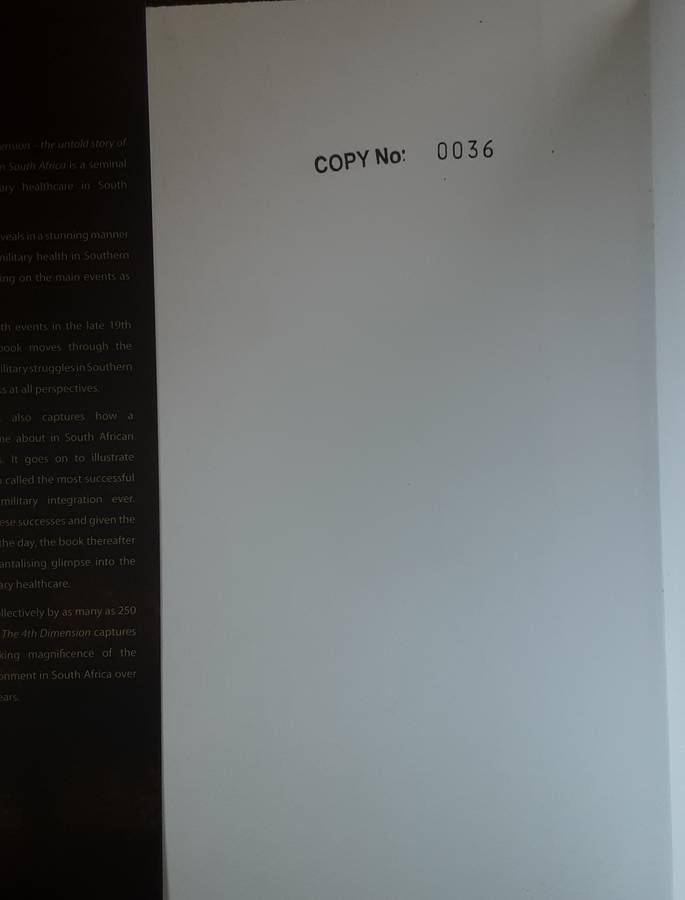 ension – the untold story of
n South Africa is a seminal
ary healthcare in South
veals in a stunning manner
military health in Southern
ing on the main events as
th events in the late 19th
book moves through the
ilitary struggles in Southern
s at all perspectives.
also captures how a
me about in South African
s. It goes on to illustrate
n called the most successful
military integration ever.
ese successes and given the
the day, the book thereafter
antalising glimpse into the
ary healthcare.
llectively by as many as 250
The 4th Dimension captures
king magnificence of the
onment in South Africa over
ears.
COPY No: 0036